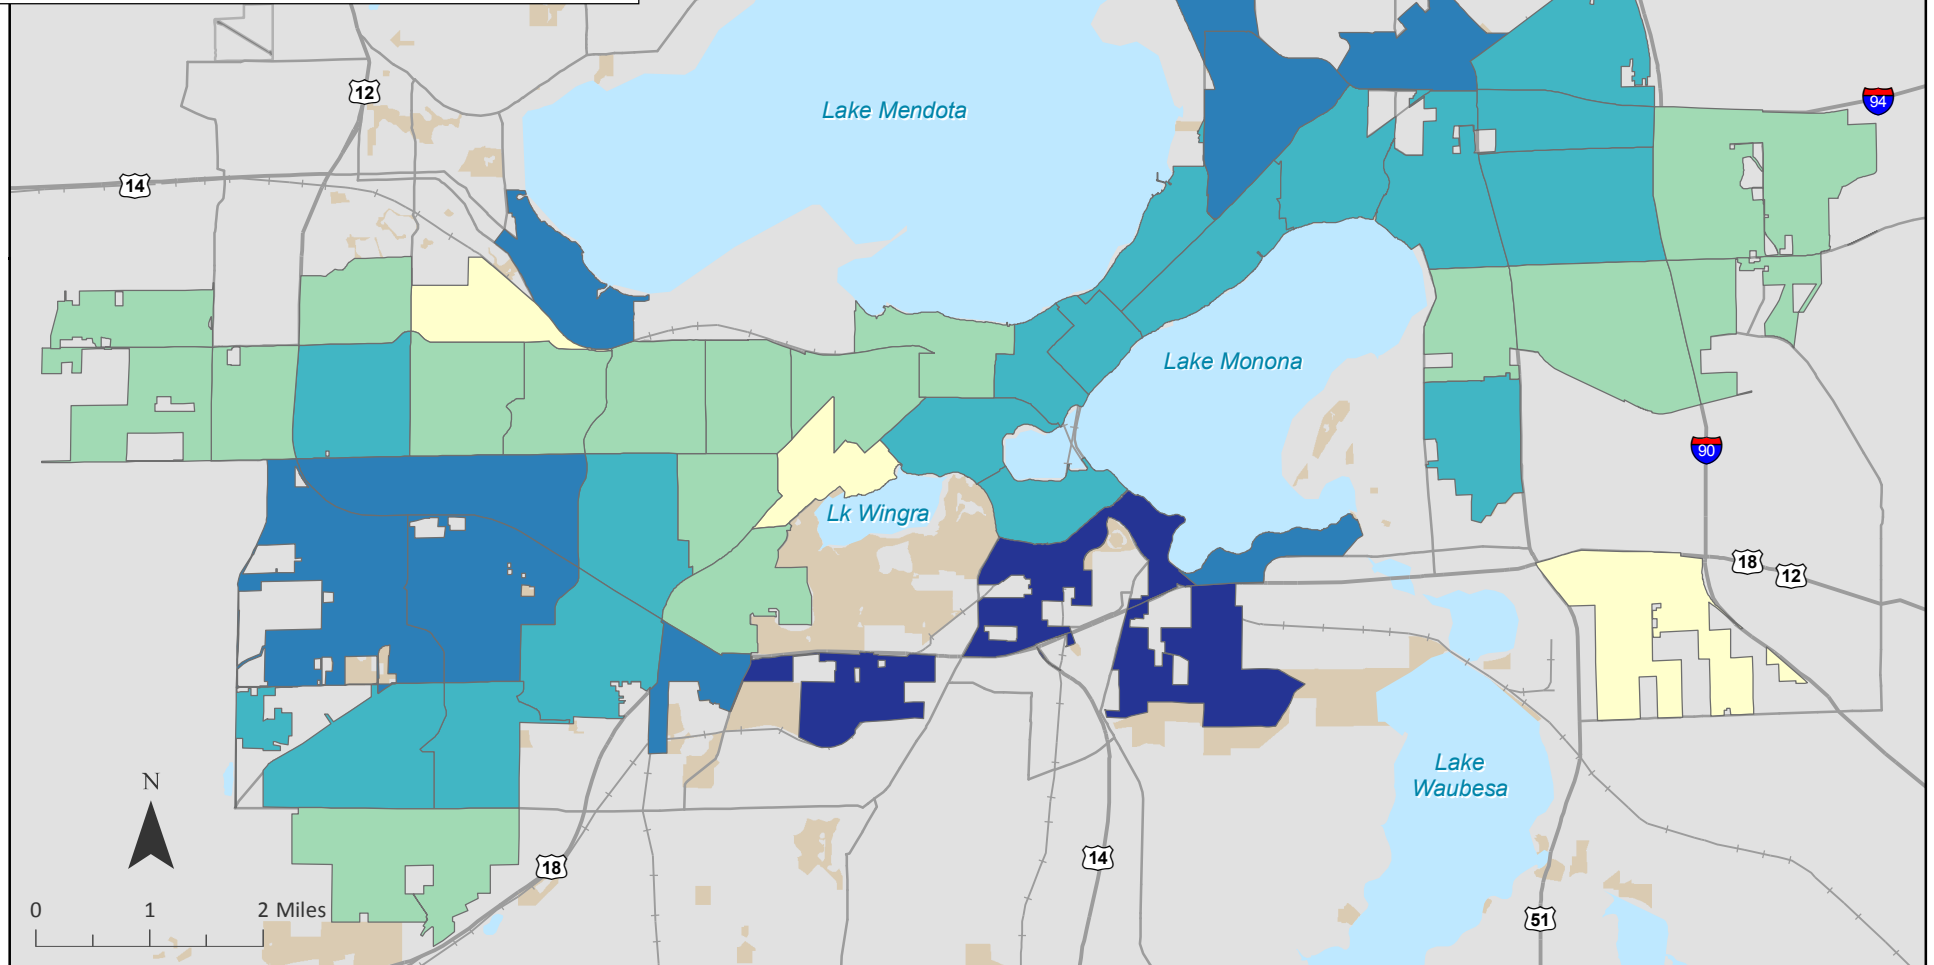 12
94
Lake Mendota
14
Lake Monona
90
Lk Wingra
18
12
Lake
Waubesa
N
14
18
0 1 2 Miles
51